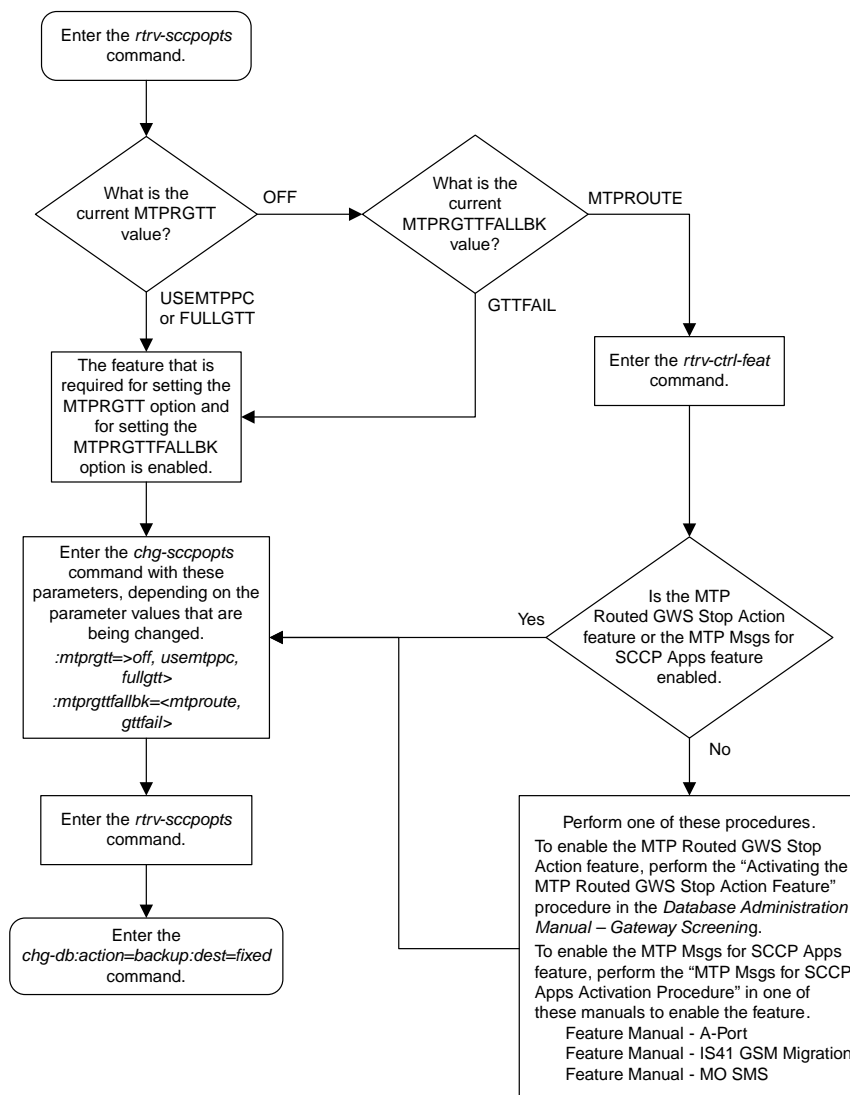 Enter the rtrv-sccpopts
command.
What is the
current MTPRGTT
value?
OFF
What is the
current
MTPRGTTFALLBK
value?
MTPROUTE
USEMTPPC
or FULLGTT
GTTFAIL
The feature that is
required for setting the
MTPRGTT option and
for setting the
MTPRGTTFALLBK
option is enabled.
Enter the rtrv-ctrl-feat
command.
Enter the chg-sccpopts
command with these
parameters, depending on the
parameter values that are
being changed.
:mtprgtt=>off, usemtppc,
fullgtt>
:mtprgttfallbk=<mtproute,
gttfail>
Yes
Is the MTP
Routed GWS Stop Action
feature or the MTP Msgs for
SCCP Apps feature
enabled.
No
Enter the rtrv-sccpopts
command.
Enter the
chg-db:action=backup:dest=fixed
command.
Perform one of these procedures.
To enable the MTP Routed GWS Stop
Action feature, perform the “Activating the
MTP Routed GWS Stop Action Feature”
procedure in the Database Administration
Manual – Gateway Screening.
To enable the MTP Msgs for SCCP Apps
feature, perform the “MTP Msgs for SCCP
Apps Activation Procedure” in one of
these manuals to enable the feature.
Feature Manual - A-Port
Feature Manual - IS41 GSM Migration
Feature Manual - MO SMS